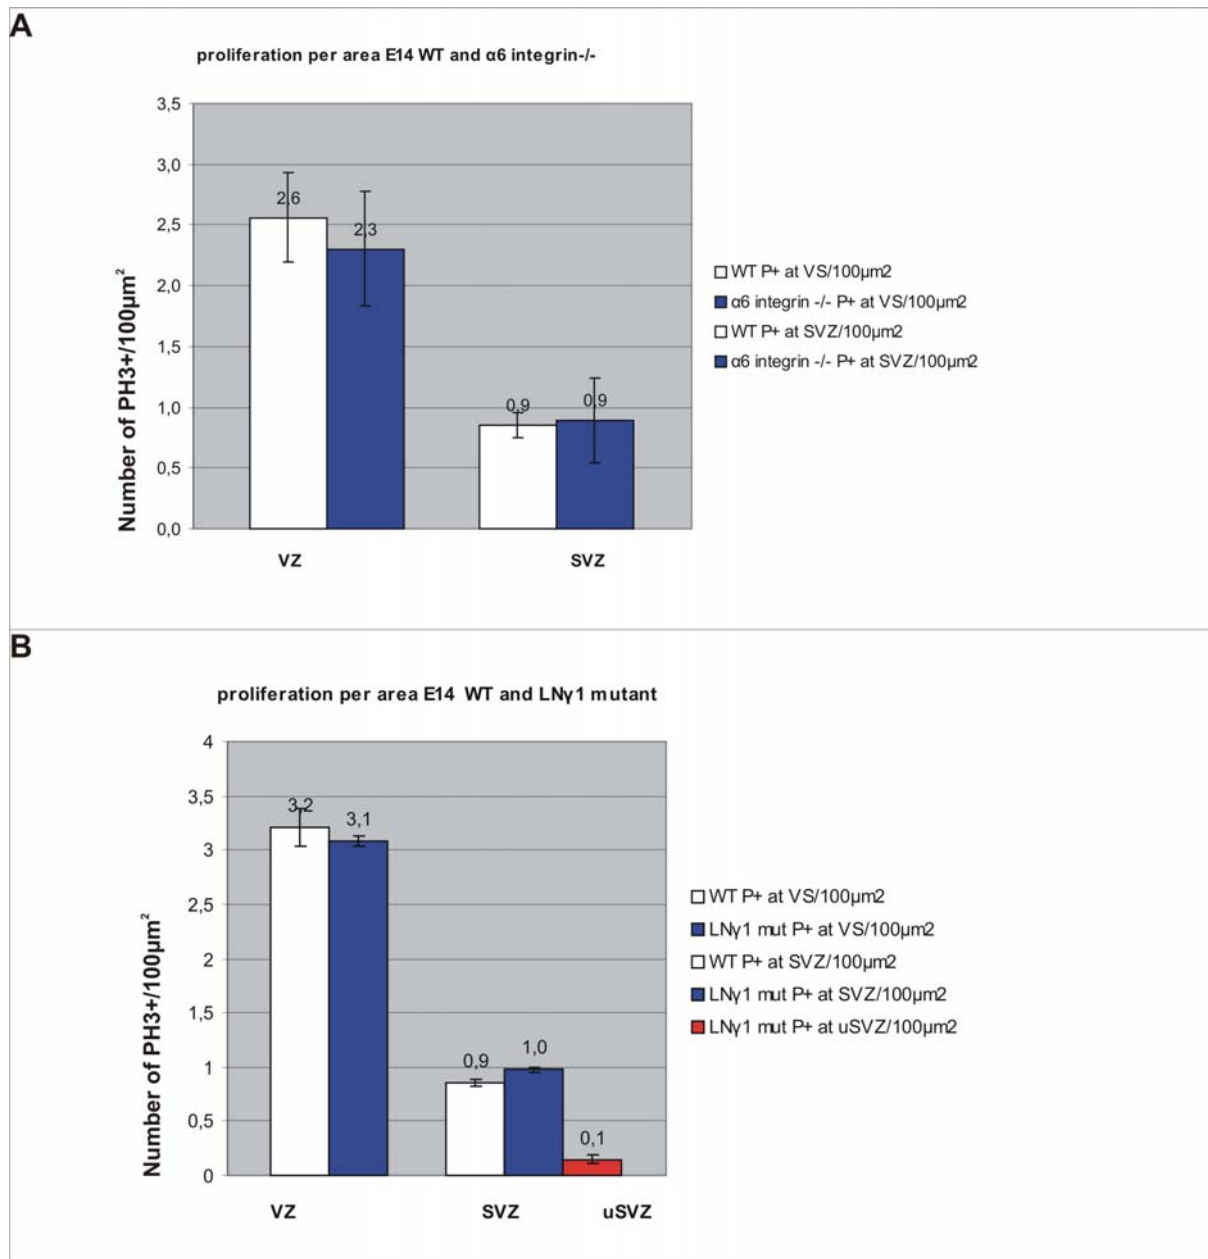 A
proliferation per area E14 WT and α6 integrin-/-
Number of PH3+/100µm²
3,5
3,0
2,5
2,0
1,5
1,0
0,5
0,0
2,6
2,3
0,9
0,9
VZ
SVZ
WT P+ at VS/100µm2
α6 integrin -/- P+ at VS/100µm2
WT P+ at SVZ/100µm2
α6 integrin -/- P+ at SVZ/100µm2
B
proliferation per area E14 WT and LNγ1 mutant
Number of PH3+/100µm²
4
3,5
3
2,5
2
1,5
1
0,5
0
3,2
3,1
0,9
1,0
0,1
VZ
SVZ
uSVZ
WT P+ at VS/100µm2
LNγ1 mut P+ at VS/100µm2
WT P+ at SVZ/100µm2
LNγ1 mut P+ at SVZ/100µm2
LNγ1 mut P+ at uSVZ/100µm2